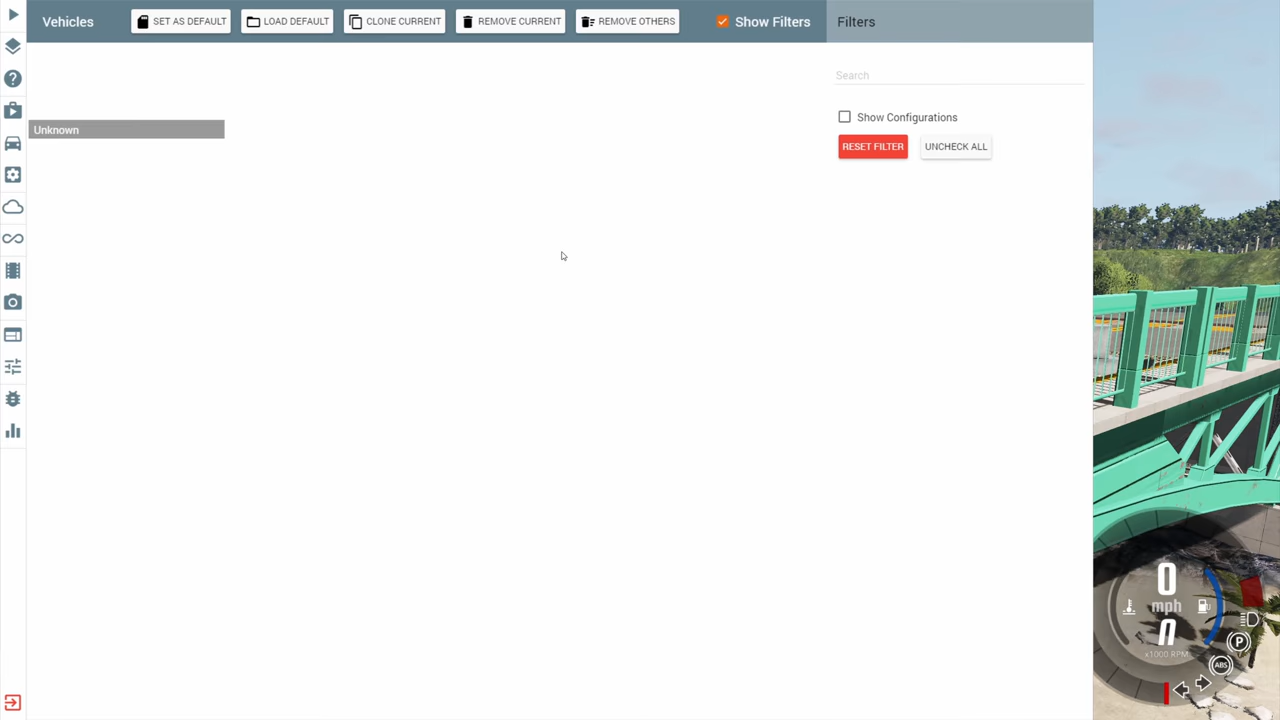 Vehicles
SET AS DEFAULT
LOAD DEFAULT
CLONE CURRENT
REMOVE CURRENT
REMOVE OTHERS
Show Filters
Filters
Search
Unknown
Show Configurations
RESET FILTER
UNCHECK ALL
0
mph
n
x1000 RPM
P
ABS